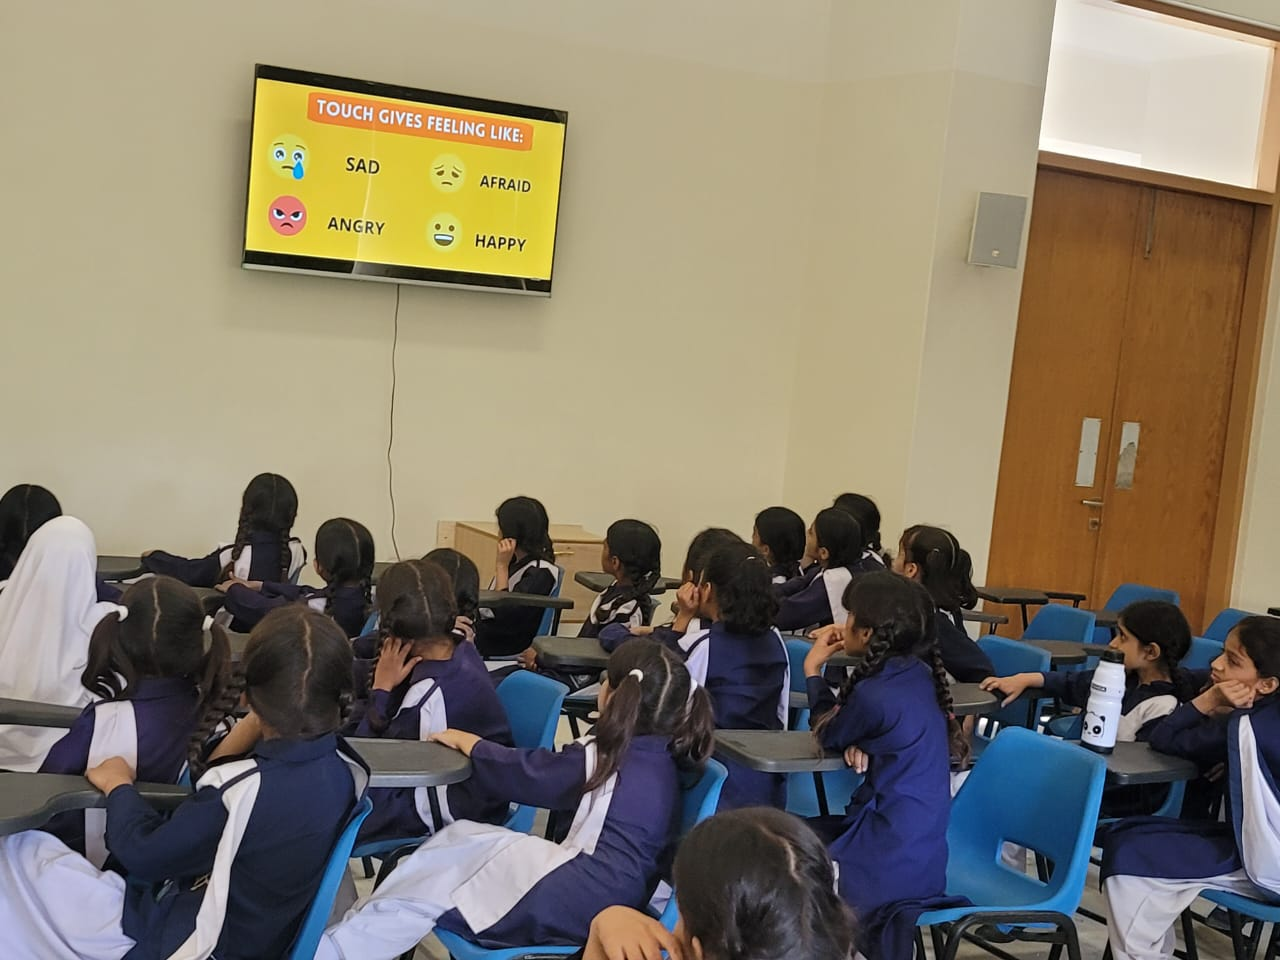 TOUCH GIVES FEELING LIKE:
SAD
AFRAID
ANGRY
HAPPY